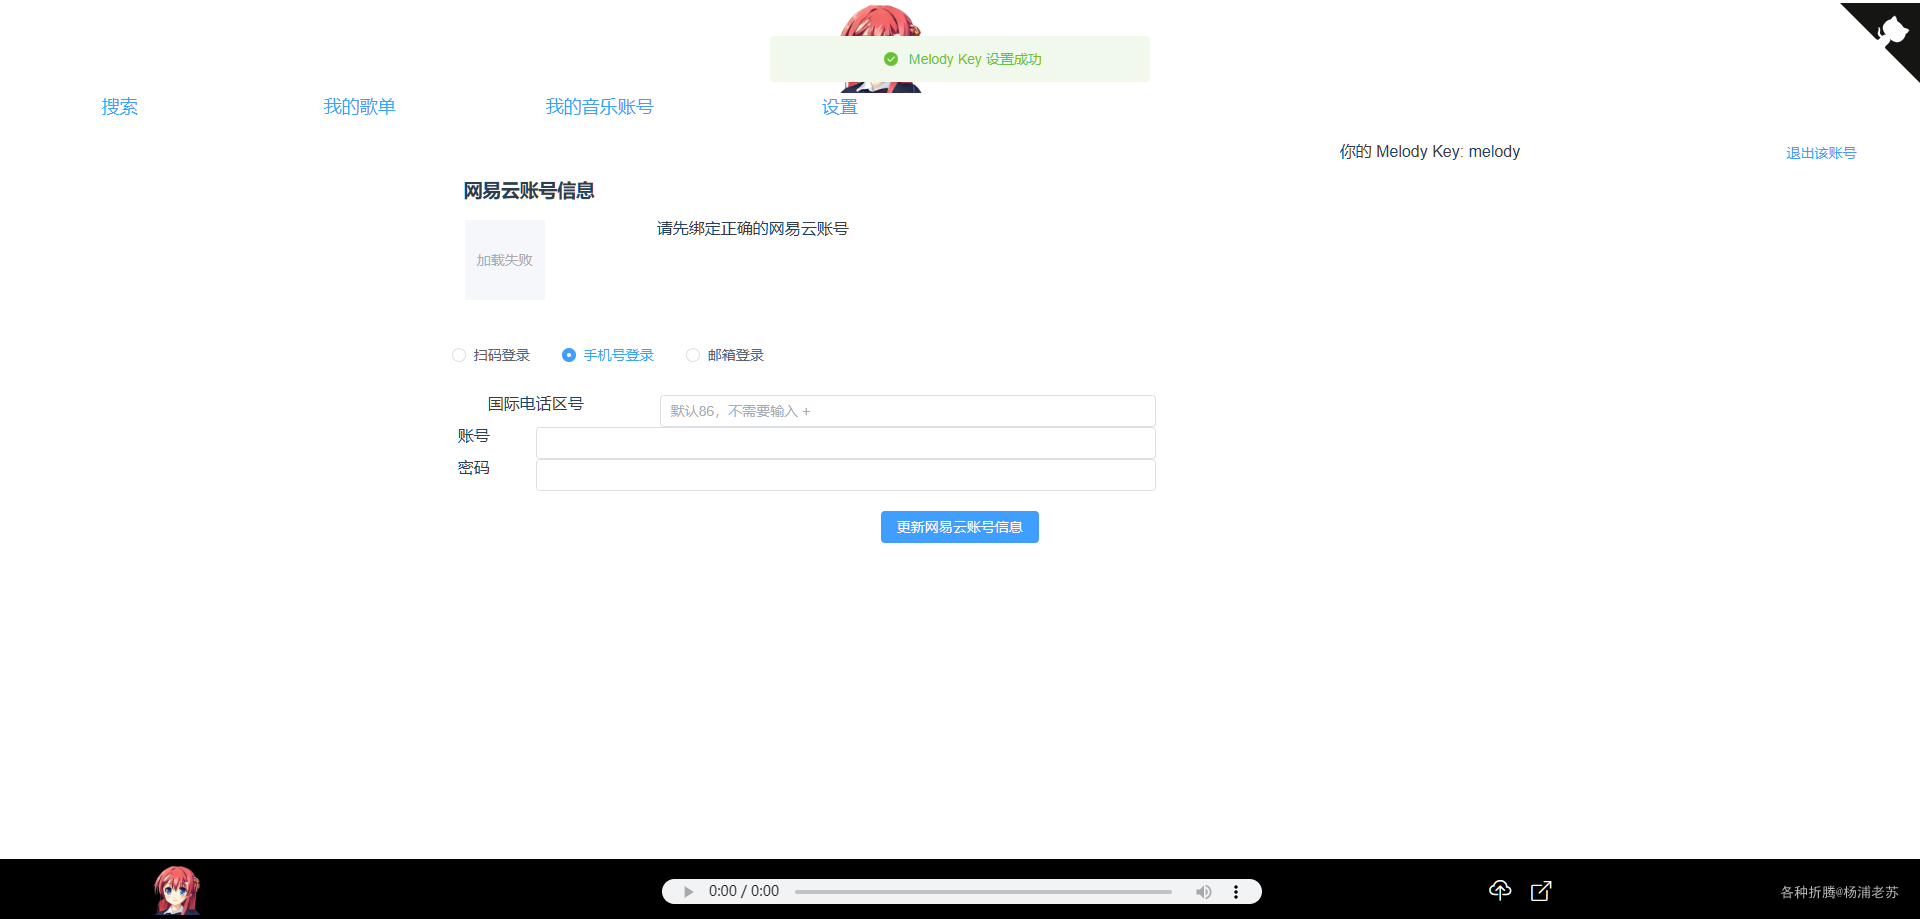 Melody Key 设置成功
搜索
我的歌单
我的音乐账号
设置
你的 Melody Key: melody
退出该账号
网易云账号信息
加载失败
请先绑定正确的网易云账号
扫码登录
手机号登录
邮箱登录
国际电话区号
默认86，不需要输入 +
账号
密码
更新网易云账号信息
0:00 / 0:00
各种折腾@杨浦老苏